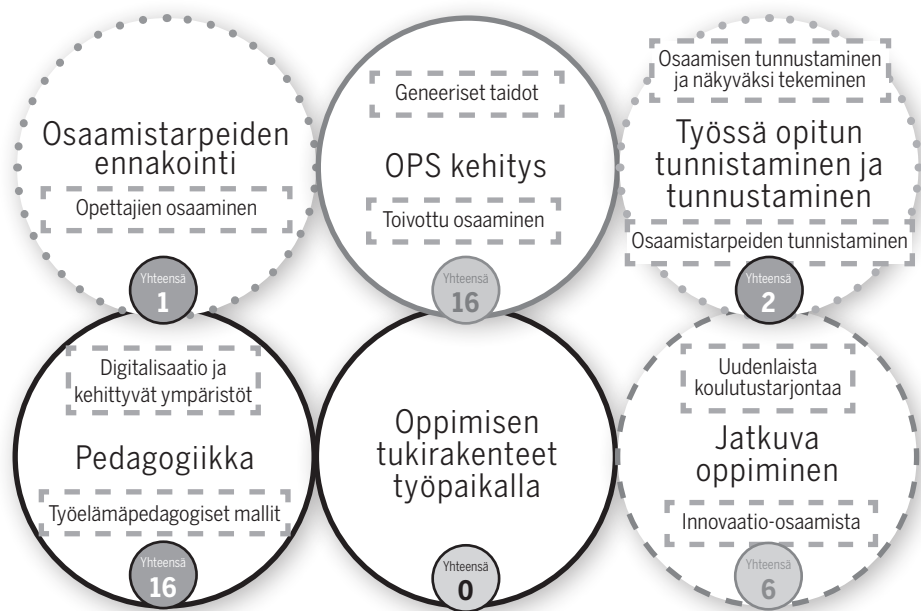 Osaamistarpeiden
ennakointi
Opettajien osaaminen
Yhteensä
1
Geneeriset taidot
OPS kehitys
Toivottu osaaminen
Yhteensä
16
Osaamisen tunnustaminen
ja näkyväksi tekeminen
Työssä opitun
tunnistaminen ja
tunnustaminen
Osaamistarpeiden tunnistaminen
Yhteensä
2
Digitalisaatio ja
kehittyvät ympäristöt
Pedagogiikka
Työelämäpedagogiset mallit
Yhteensä
16
Oppimisen
tukirakenteet
työpaikalla
Yhteensä
0
Uudenlaista
koulutustarjontaa
Jatkuva
oppiminen
Innovaatio-osaamista
Yhteensä
6